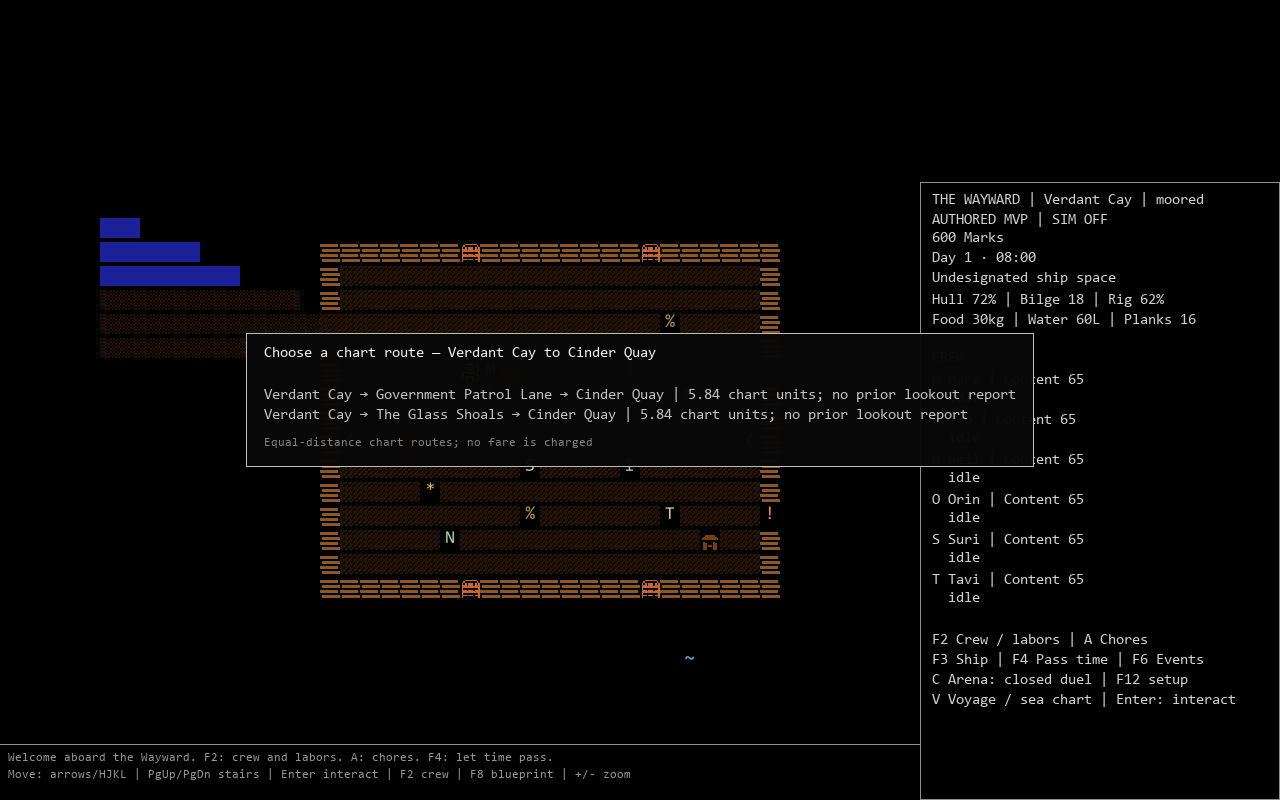 THE WAYWARD | Verdant Cay | moored
AUTHORED MVP | SIM OFF
600 Marks
Day 1 · 08:00
Undesignated ship space
Hull 72% | Bilge 18 | Rig 62%
Food 30kg | Water 60L | Planks 16
%
Choose a chart route — Verdant Cay to Cinder Quay
Verdant Cay → Government Patrol Lane → Cinder Quay | 5.84 chart units; no prior lookout report
Verdant Cay → The Glass Shoals → Cinder Quay | 5.84 chart units; no prior lookout report
Equal-distance chart routes; no fare is charged
65
65
65
idle
O Orin | Content 65
idle
S Suri | Content 65
idle
T Tavi | Content 65
idle
*
% T !
N
~
F2 Crew / labors | A Chores
F3 Ship | F4 Pass time | F6 Events
C Arena: closed duel | F12 setup
V Voyage / sea chart | Enter: interact
Welcome aboard the Wayward. F2: crew and labors. A: chores. F4: let time pass.
Move: arrows/HJKL | PgUp/PgDn stairs | Enter interact | F2 crew | F8 blueprint | +/- zoom